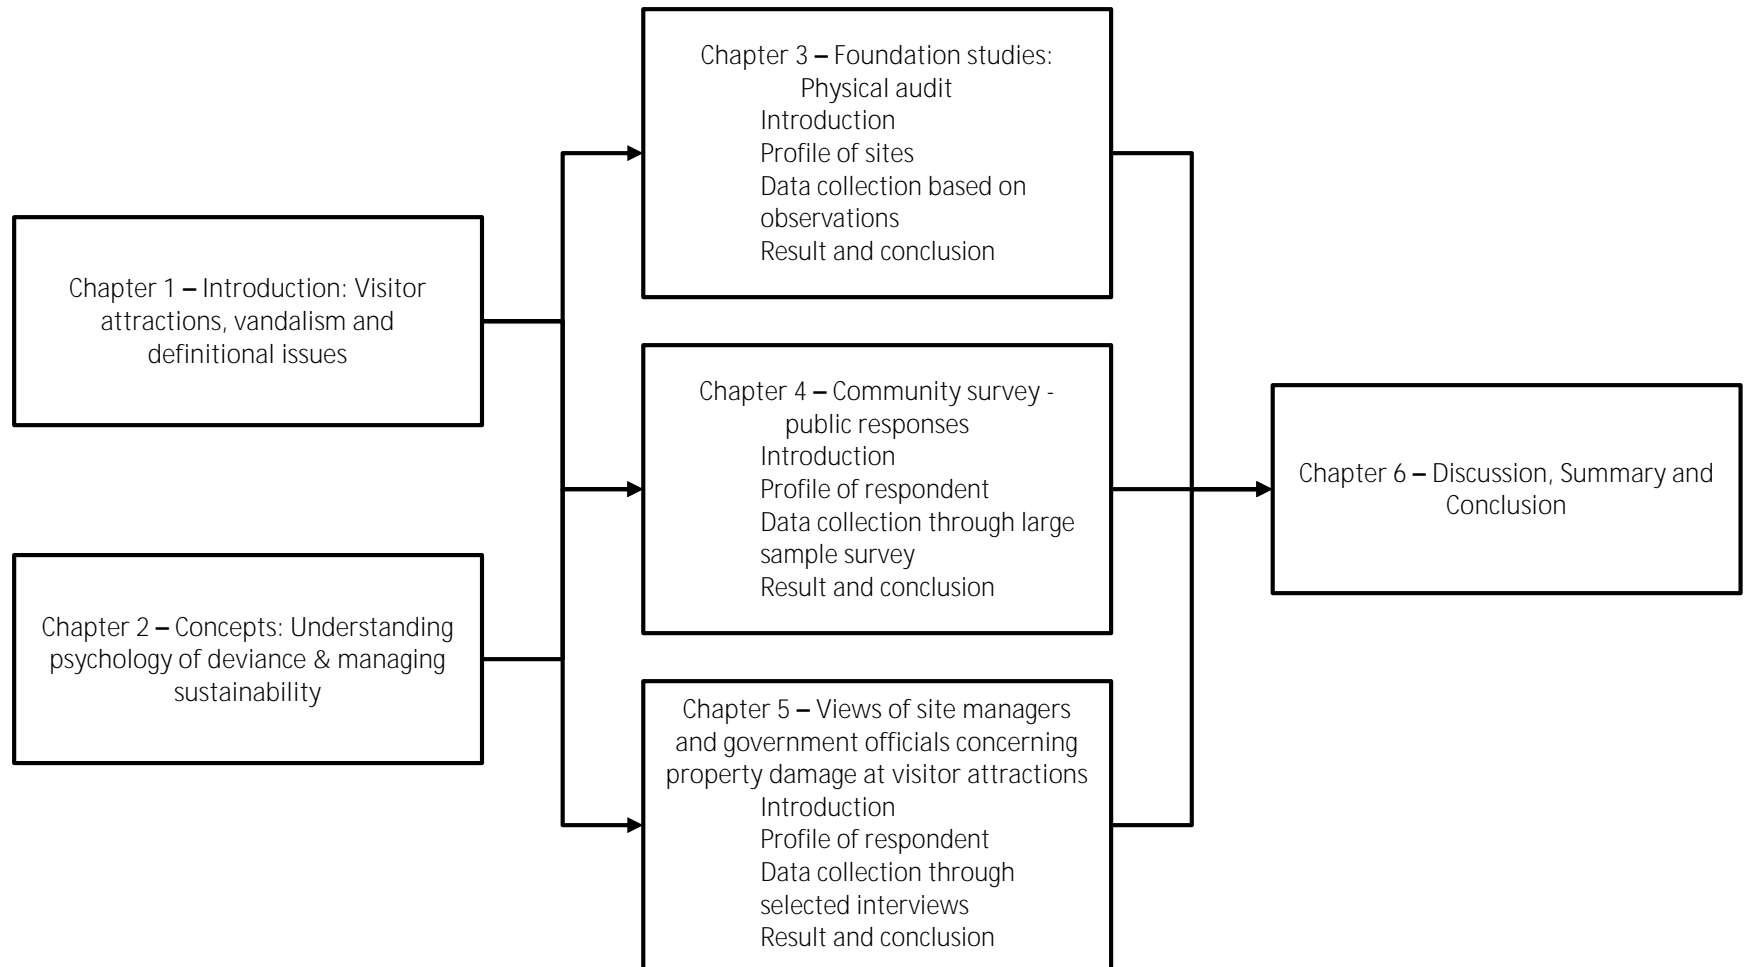 Chapter 1 – Introduction: Visitor
attractions, vandalism and
definitional issues
Chapter 2 – Concepts: Understanding
psychology of deviance & managing
sustainability
Chapter 3 – Foundation studies:
Physical audit
Introduction
Profile of sites
Data collection based on
observations
Result and conclusion
Chapter 4 – Community survey -
public responses
Introduction
Profile of respondent
Data collection through large
sample survey
Result and conclusion
Chapter 5 – Views of site managers
and government officials concerning
property damage at visitor attractions
Introduction
Profile of respondent
Data collection through
selected interviews
Result and conclusion
Chapter 6 – Discussion, Summary and
Conclusion